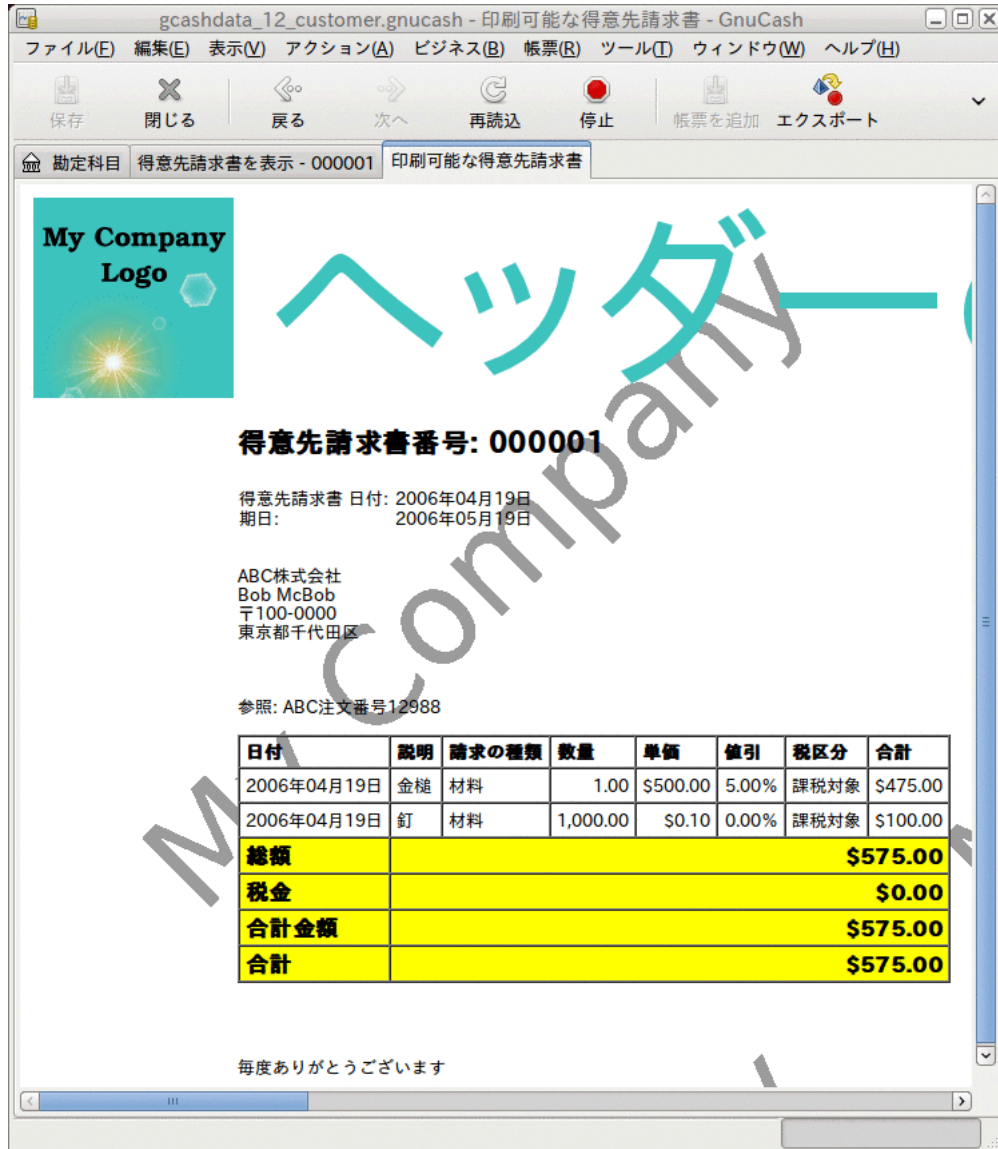 gcashdata_12_customer.gnucash - 印刷可能な得意先請求書 - GnuCash
ファイル(F) 編集(E) 表示(V) アクション(A) ビジネス(B) 帳票(R) ツール(T) ウィンドウ(W) ヘルプ(H)
保存 閉じる 戻る 次へ 再読込 停止 帳票を追加 エクスポート
勘定科目 得意先請求書を表示 - 000001 印刷可能な得意先請求書
My Company
Logo
ヘッダー
My Company
得意先請求書番号: 000001
得意先請求書 日付: 2006年04月19日
期日: 2006年05月19日
ABC株式会社
Bob McBob
〒100-0000
東京都千代田区
参照: ABC注文番号12988
日付 説明 請求の種類 数量 単価 値引 税区分 合計
2006年04月19日 金槌 材料 1.00 $500.00 5.00% 課税対象 $475.00
2006年04月19日 釘 材料 1,000.00 $0.10 0.00% 課税対象 $100.00
総額 $575.00
税金 $0.00
合計金額 $575.00
合計 $575.00
毎度ありがとうございます